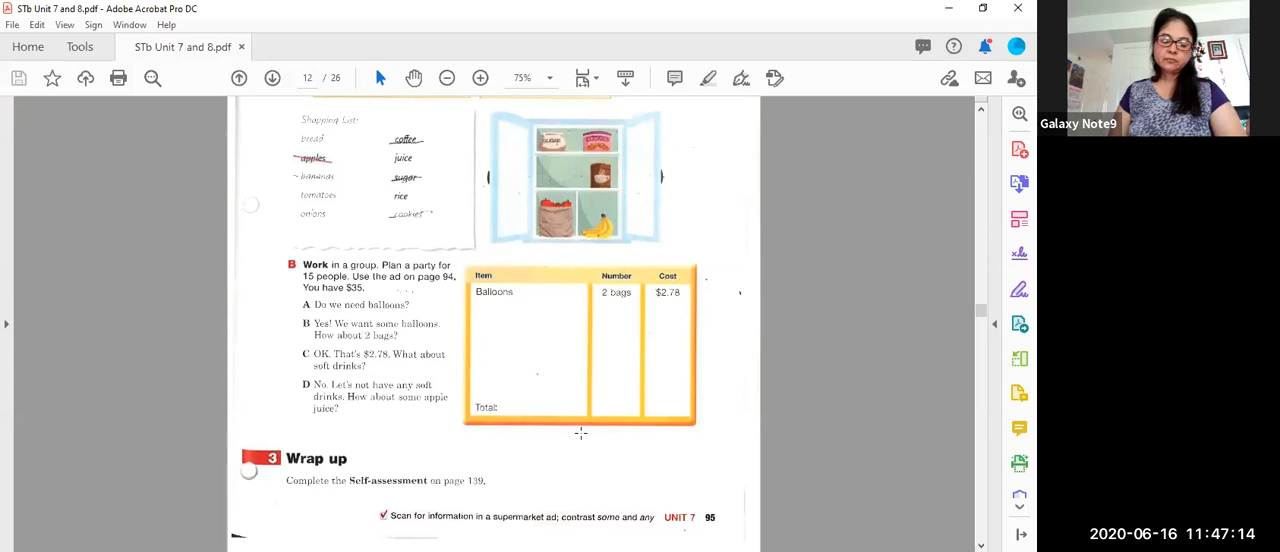 STb Unit 7 and 8.pdf - Adobe Acrobat Pro DC
File Edit View Sign Window Help
Home Tools STb Unit 7 and 8.pdf ×
12 / 26 75%
Shopping List:
bread coffee
apples juice
bananas sugar
tomatoes rice
onions cookies
SUGAR
B Work in a group. Plan a party for
15 people. Use the ad on page 94.
You have $35.
A Do we need balloons?
B Yes! We want some balloons.
How about 2 bags?
C OK. That's $2.78. What about
soft drinks?
D No. Let's not have any soft
drinks. How about some apple
juice?
Item Number Cost
Balloons 2 bags $2.78
Total:
3 Wrap up
Complete the Self-assessment on page 139.
Scan for information in a supermarket ad; contrast some and any UNIT 7 95
Galaxy Note9
2020-06-16 11:47:14